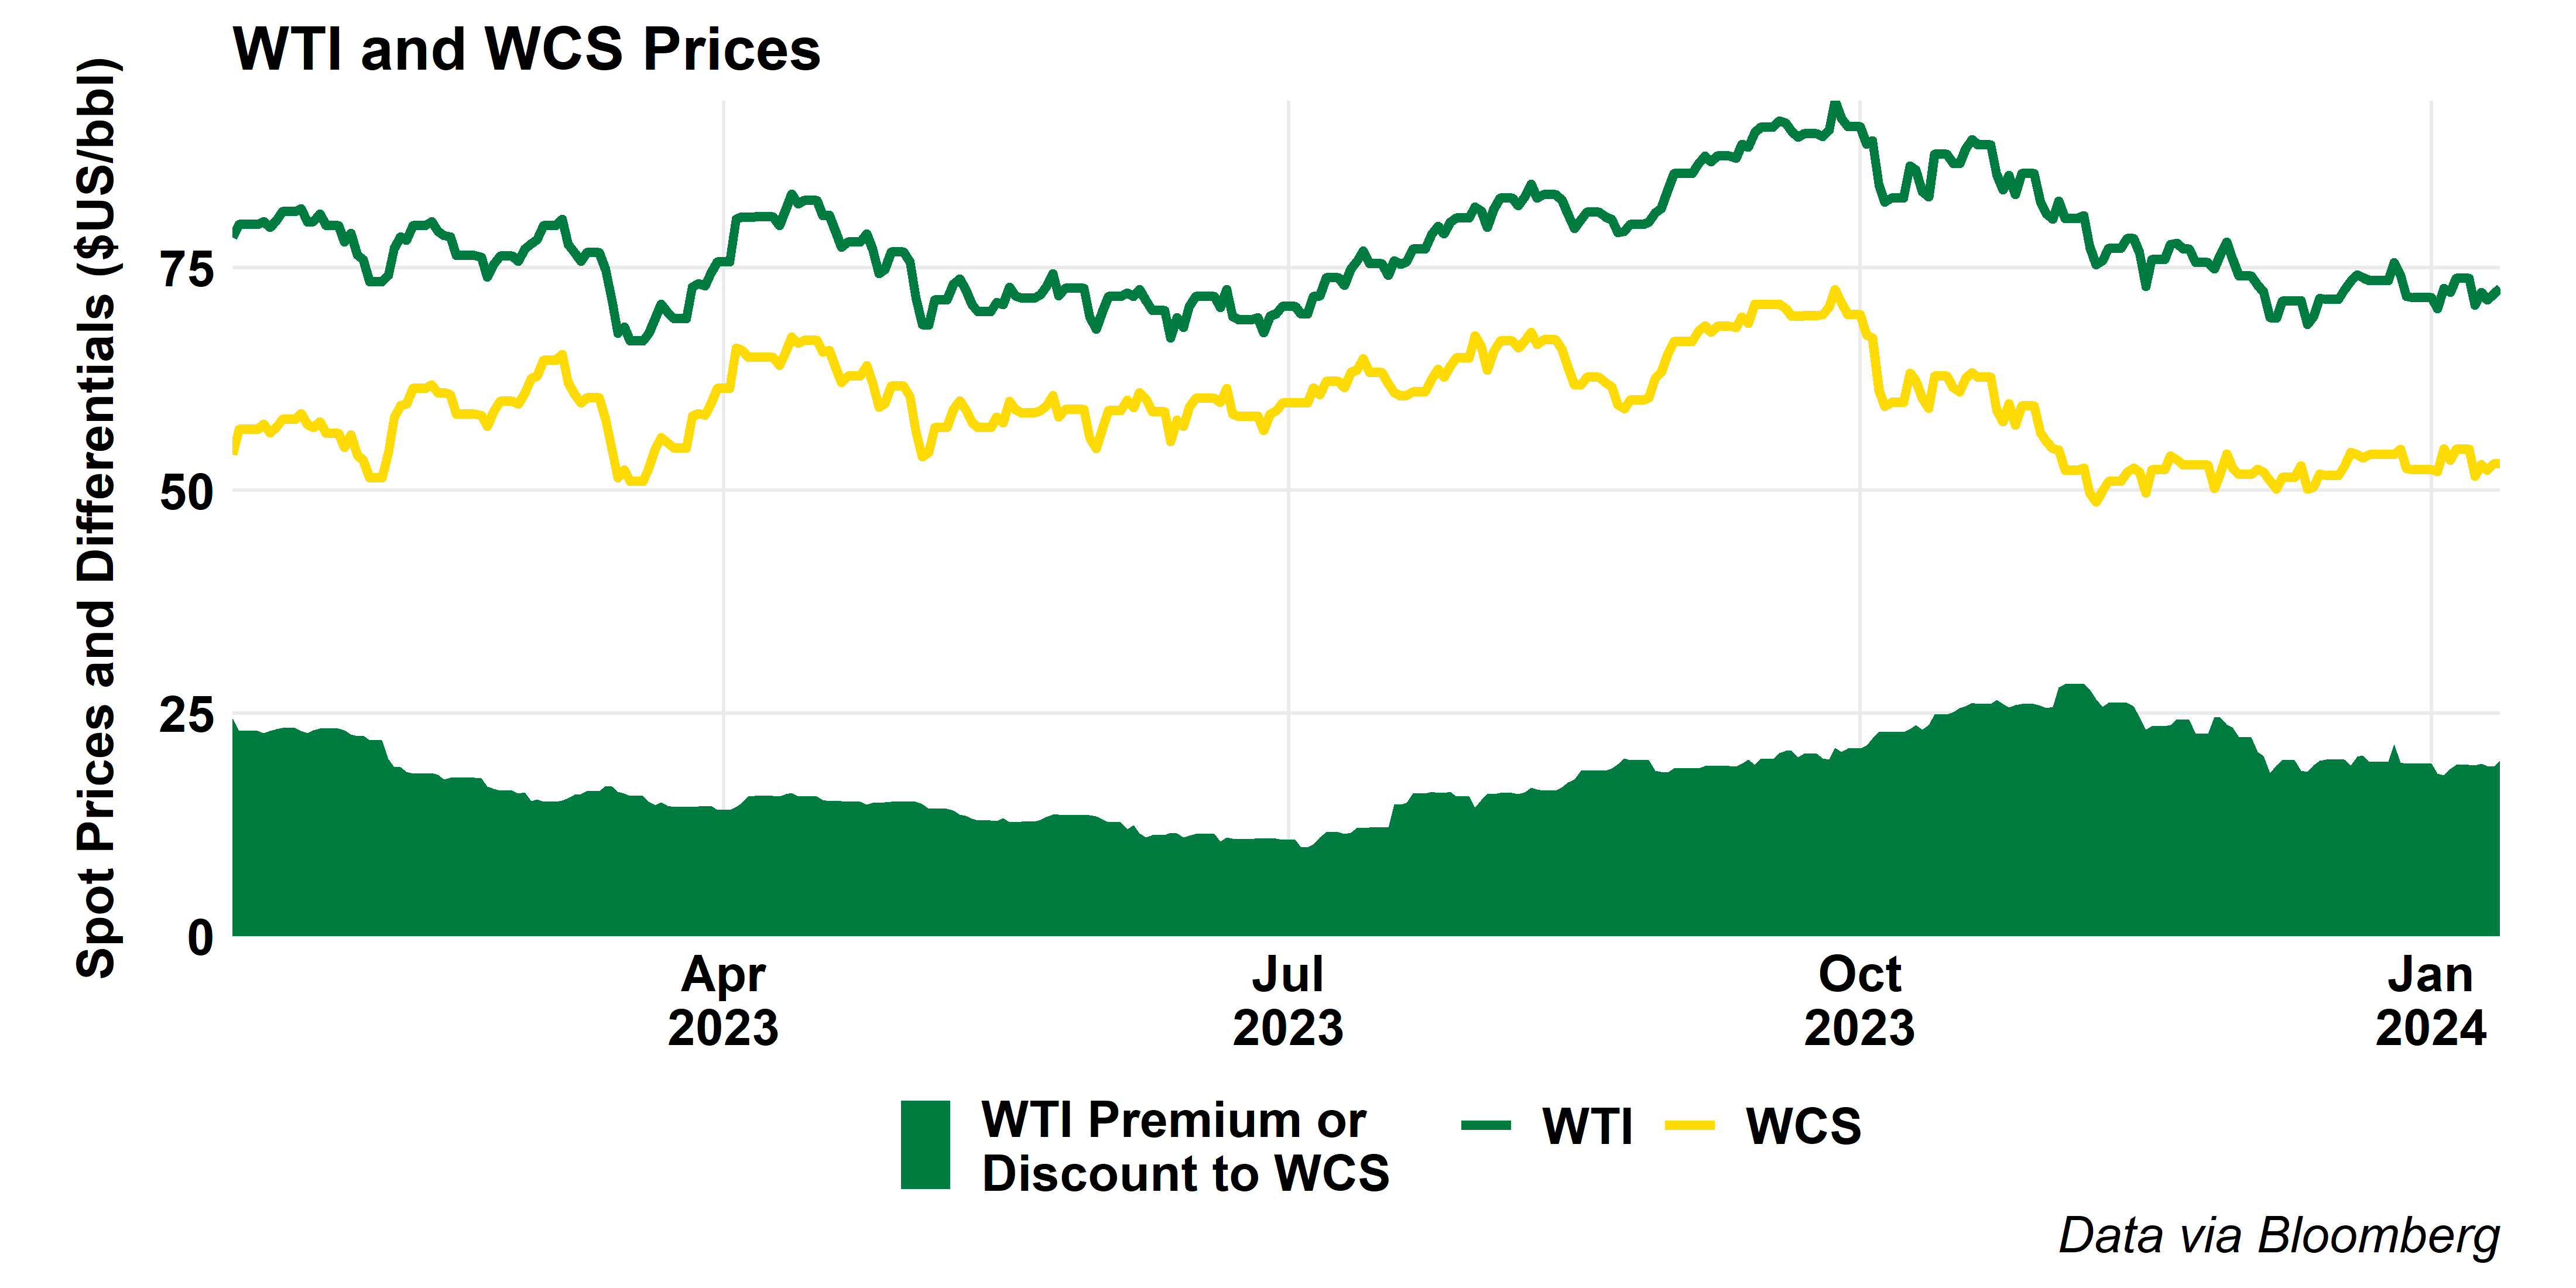 WTI and WCS Prices
Spot Prices and Differentials ($US/bbl)
75
50
25
0
Apr
2023
Jul
2023
Oct
2023
Jan
2024
WTI Premium or
Discount to WCS
WTI
WCS
Data via Bloomberg